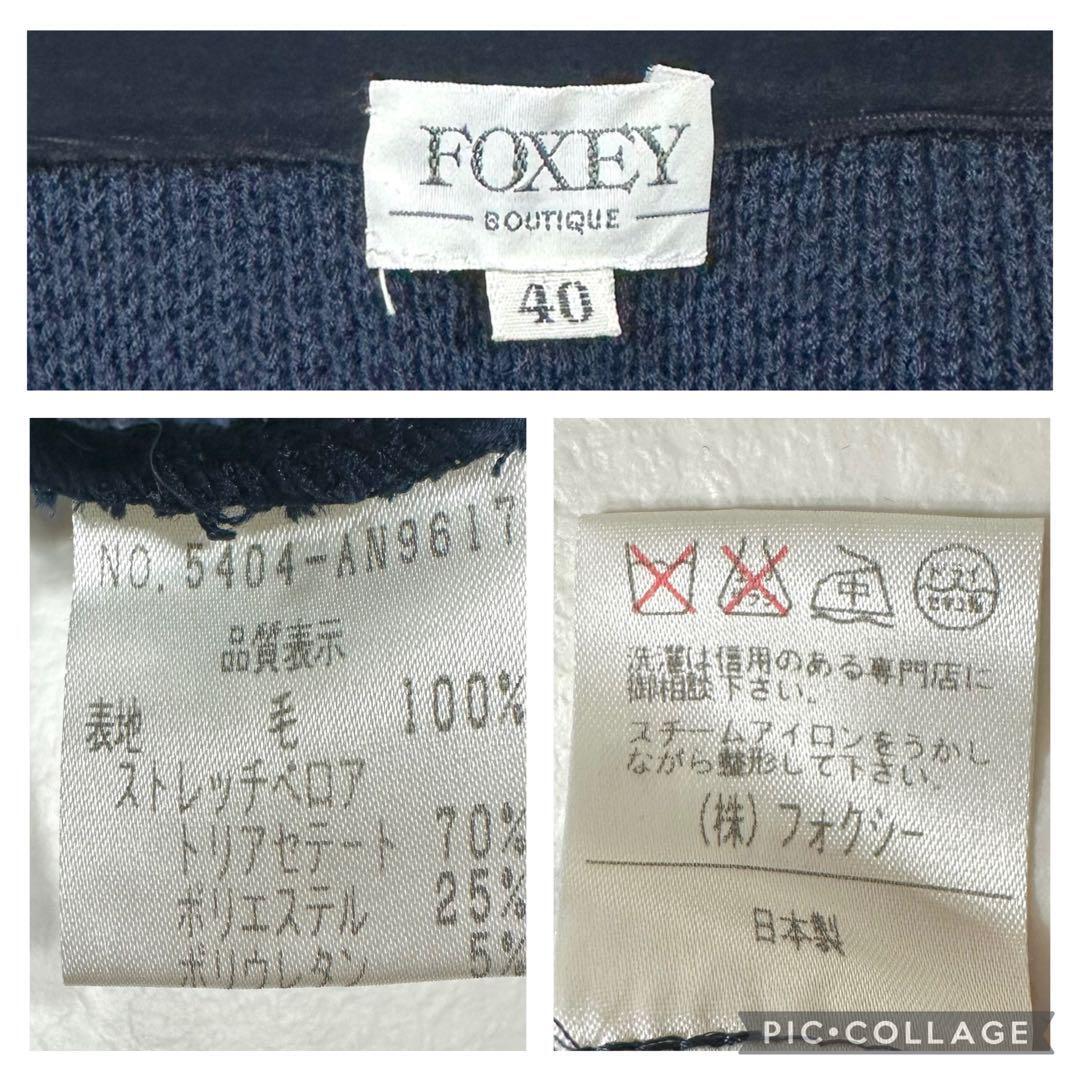 FOXEY
BOUTIQUE
40
NO. 5404-AN9617
品質表示
表地 毛 100%
ストレッチベロア
トリアセテート 70%
ポリエステル 25%
ポリウレタン 5%
中
ドライ
セキユ系
洗濯は信用のある専門店に
御相談下さい。
スチームアイロンをうかし
ながら整形して下さい。
(株)フォクシー
日本製
PIC•COLLAGE